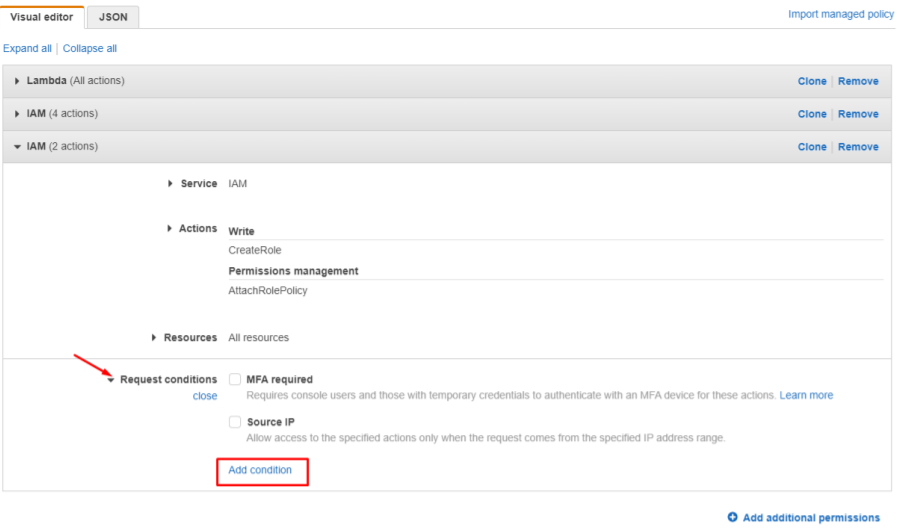 Visual editor JSON Import managed policy
Expand all | Collapse all
Lambda (All actions) Clone | Remove
IAM (4 actions) Clone | Remove
IAM (2 actions) Clone | Remove
Service IAM
Actions Write
CreateRole
Permissions management
AttachRolePolicy
Resources All resources
Request conditions MFA required
close Requires console users and those with temporary credentials to authenticate with an MFA device for these actions. Learn more
Source IP
Allow access to the specified actions only when the request comes from the specified IP address range.
Add condition
Add additional permissions